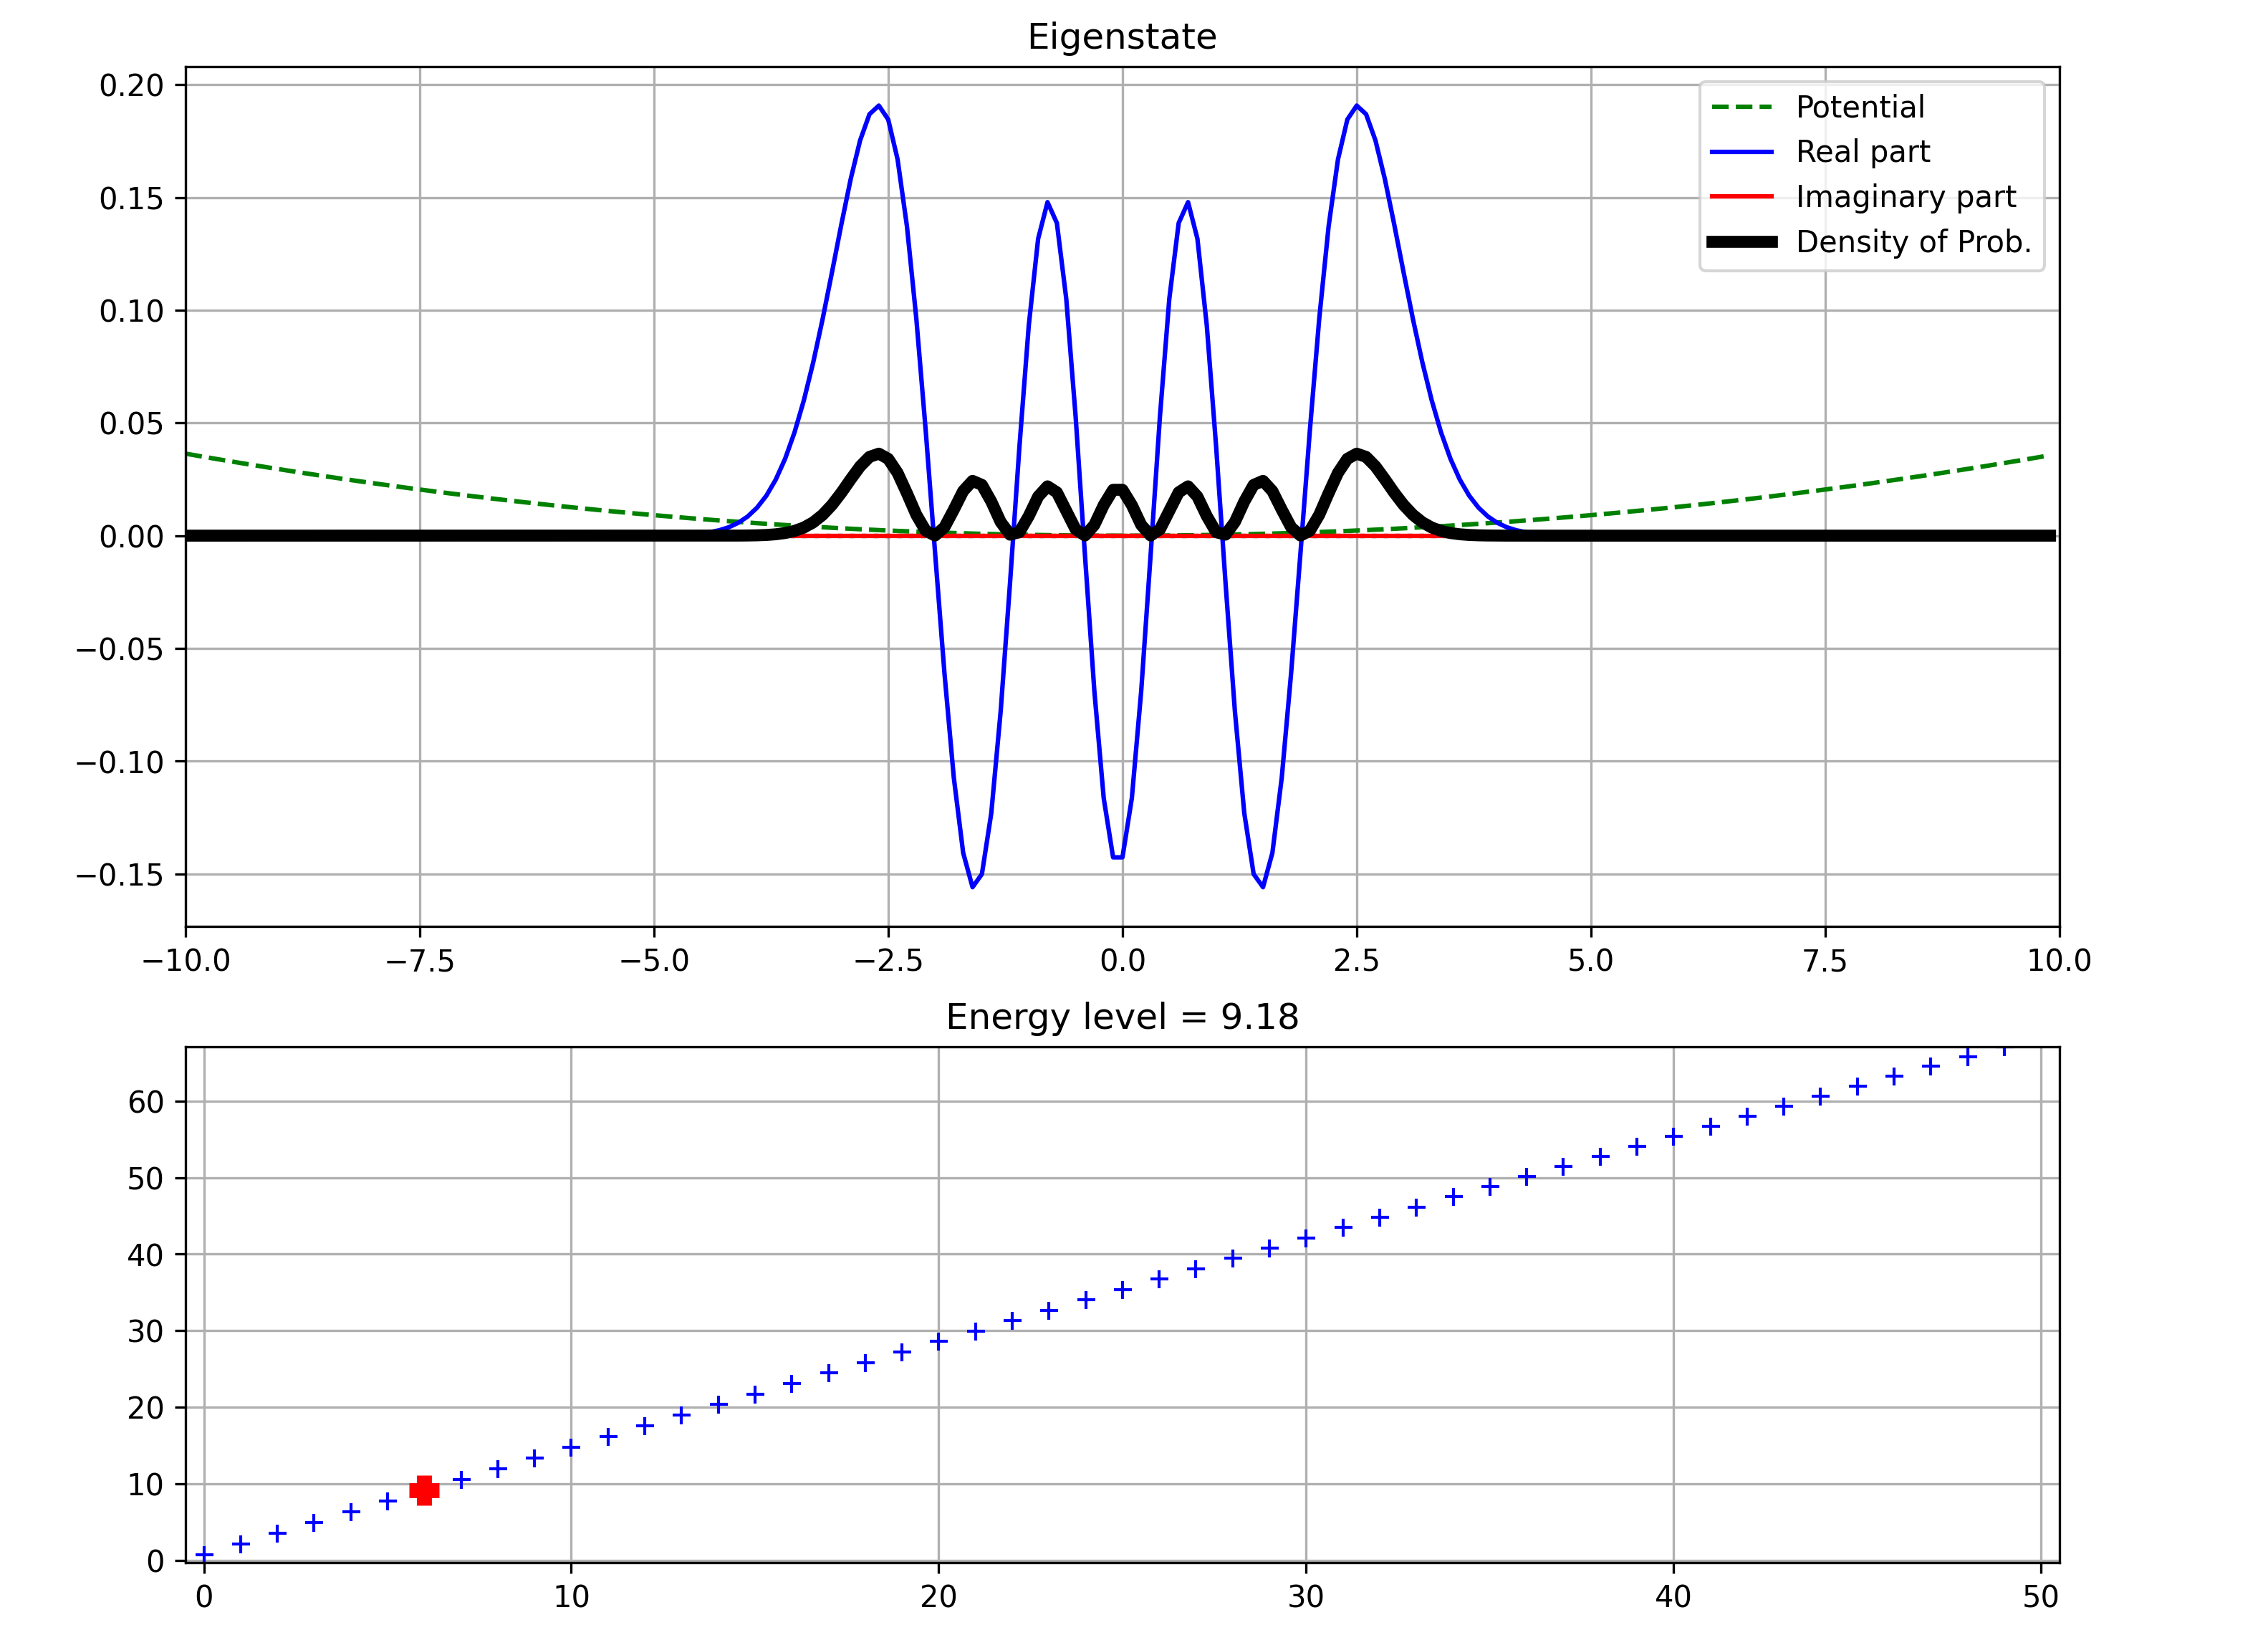 Eigenstate
0.20
0.15
0.10
0.05
0.00
−0.05
−0.10
−0.15
Potential
Real part
Imaginary part
Density of Prob.
−10.0 −7.5 −5.0 −2.5 0.0 2.5 5.0 7.5 10.0
Energy level = 9.18
60
50
40
30
20
10
0
0 10 20 30 40 50